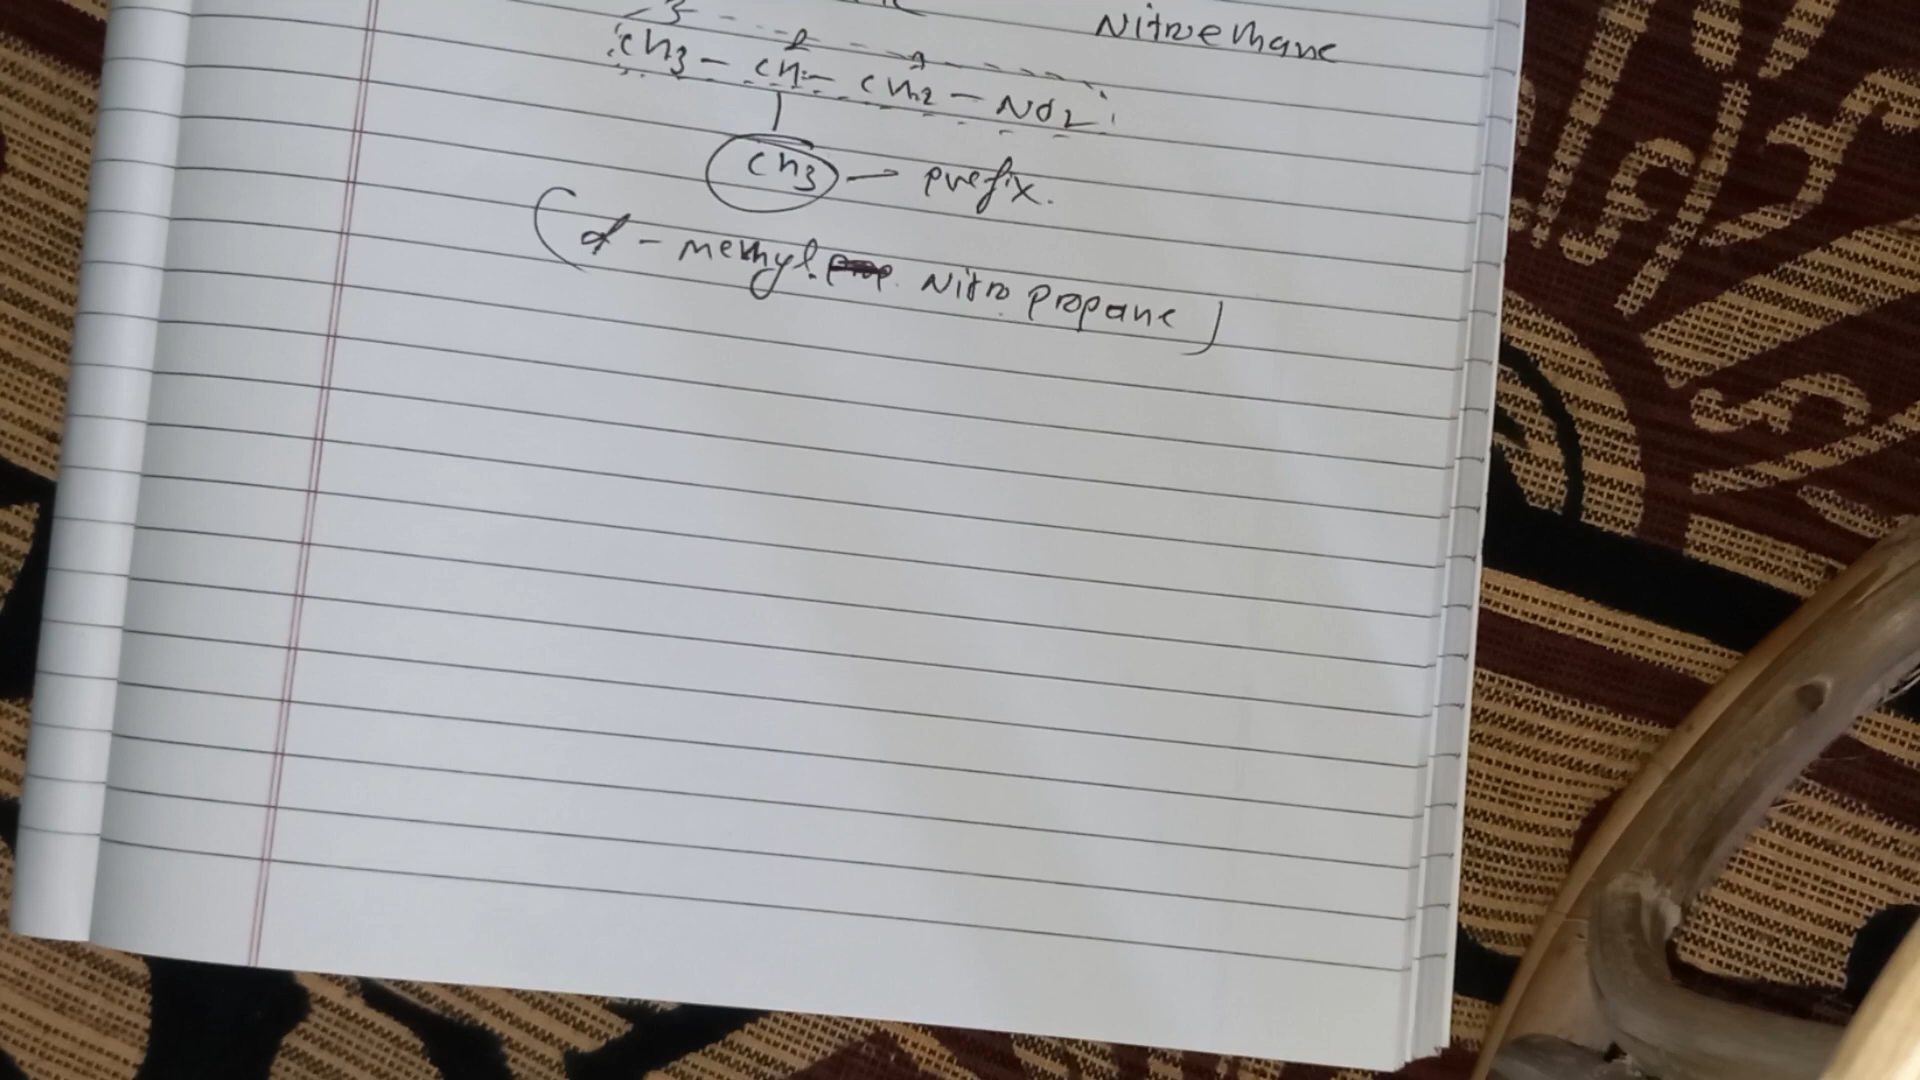 Nitroethane
3 2 1
CH3 - CH - CH2 - NO2
|
CH3 → prefix.
(2 - methyl Nitro propane)